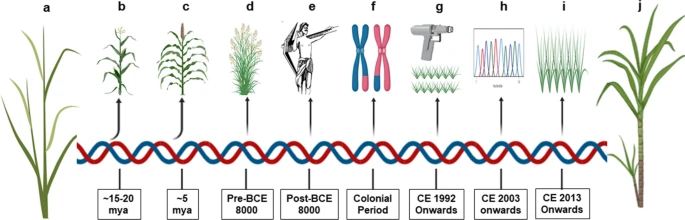 a b c d e f g h i j
~15-20 ~5 Pre-BCE Post-BCE Colonial CE 1992 CE 2003 CE 2013
mya mya 8000 8000 Period Onwards onwards Onwards